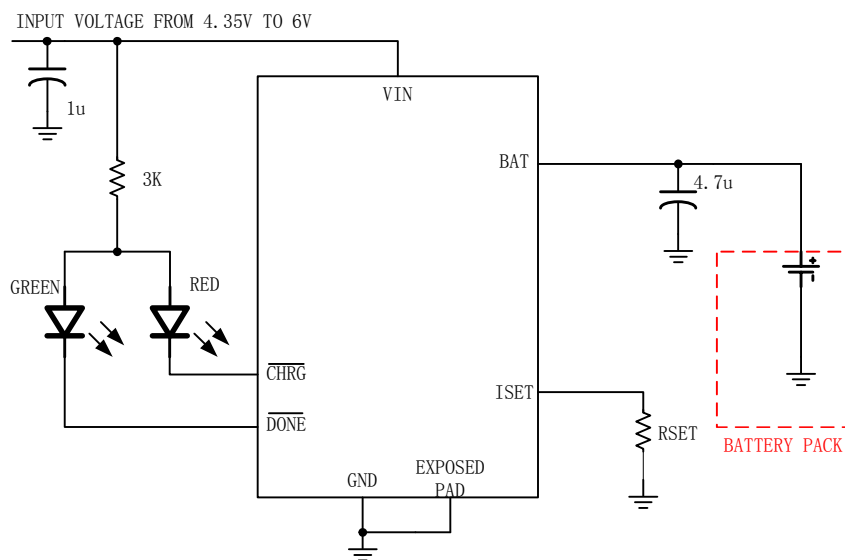 INPUT VOLTAGE FROM 4.35V TO 6V
1u
VIN
BAT
3K
4.7u
GREEN
RED
+
CHRG
ISET
DONE
RSET
BATTERY PACK
GND
EXPOSED
PAD